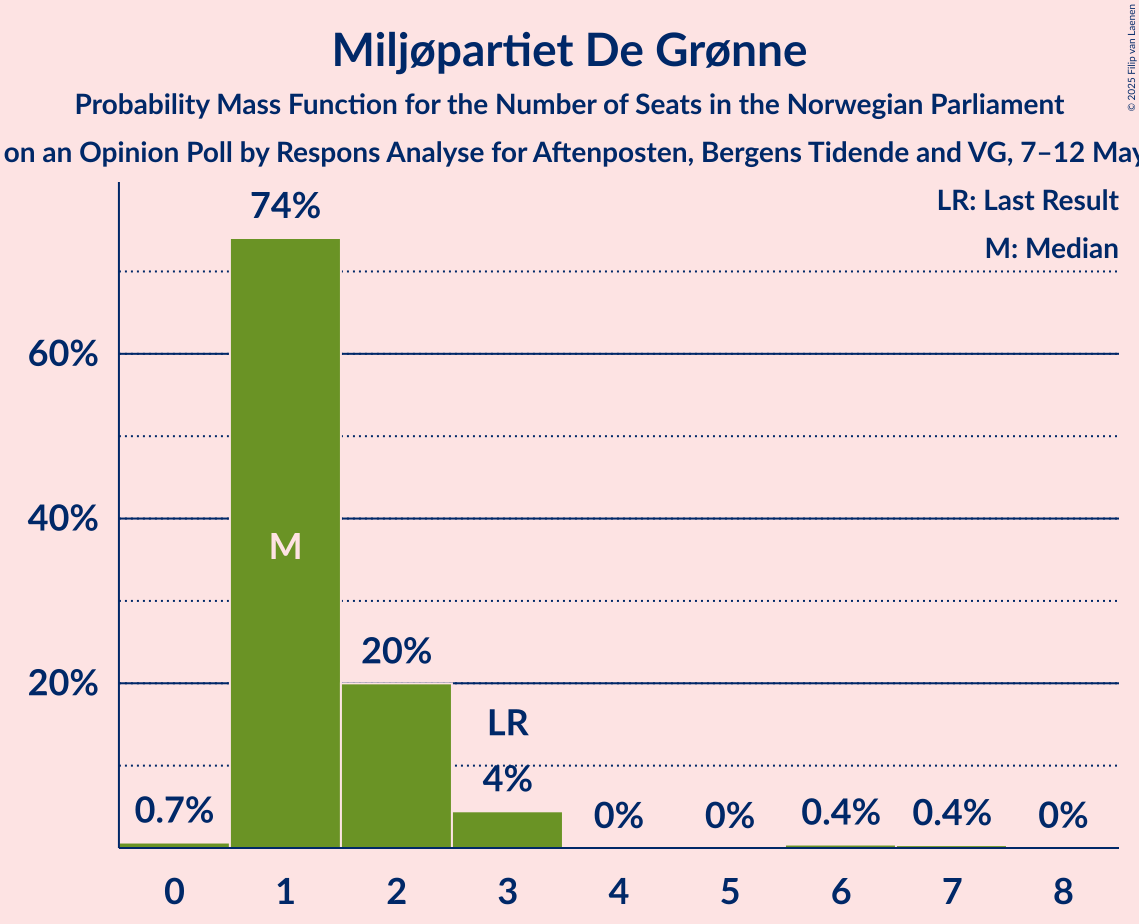 Miljøpartiet De Grønne
Probability Mass Function for the Number of Seats in the Norwegian Parliament
on an Opinion Poll by Respons Analyse for Aftenposten, Bergens Tidende and VG, 7–12 May
© 2025 Filip van Laenen
LR: Last Result
M: Median
74%
60%
40%
M
20%
20%
LR
4%
0.7%
0%
0%
0.4%
0.4%
0%
0 1 2 3 4 5 6 7 8